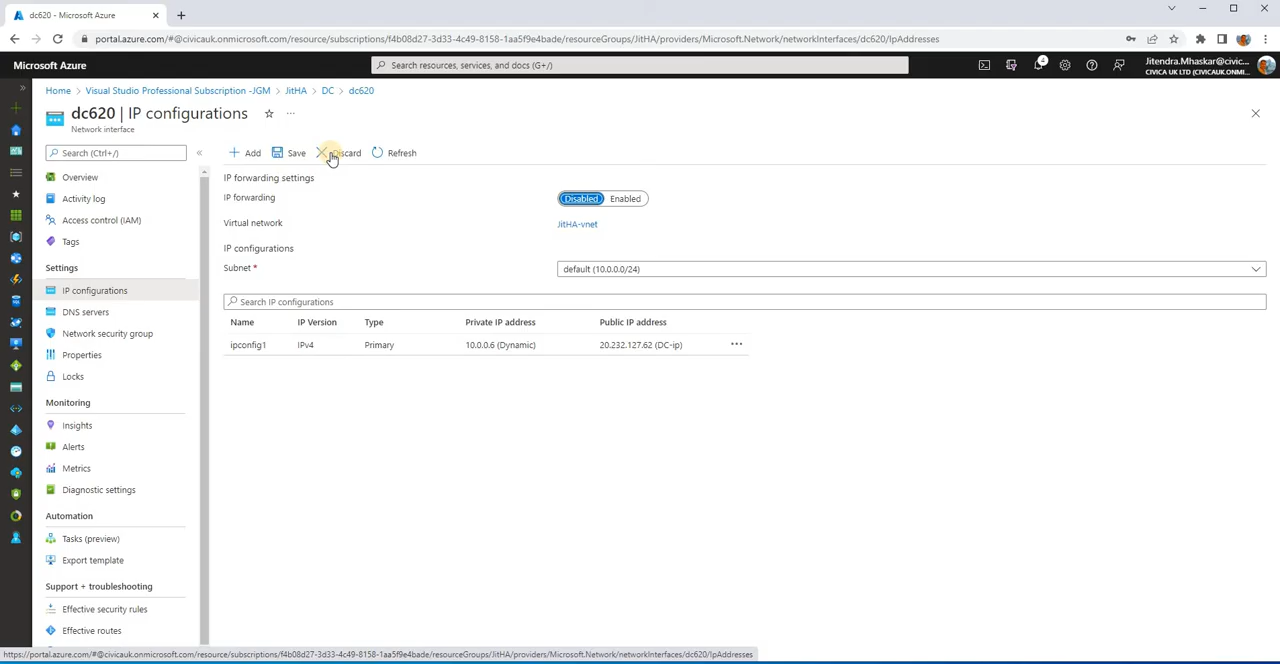 dc620 - Microsoft Azure
portal.azure.com/#@civicauk.onmicrosoft.com/resource/subscriptions/f4b08d27-3d33-4c49-8158-1aa5f9e4bade/resourceGroups/JitHA/providers/Microsoft.Network/networkInterfaces/dc620/IpAddresses
Microsoft Azure
Search resources, services, and docs (G+/)
4
Jitendra.Mhaskar@civic...
CIVICA UK LTD (CIVICAUK.ONMI...
Home > Visual Studio Professional Subscription -JGM > JitHA > DC > dc620
dc620 | IP configurations
Network interface
Search (Ctrl+/)
Add Save Discard Refresh
Overview
Activity log
Access control (IAM)
Tags
Settings
IP configurations
DNS servers
Network security group
Properties
Locks
Monitoring
Insights
Alerts
Metrics
Diagnostic settings
Automation
Tasks (preview)
Export template
Support + troubleshooting
Effective security rules
Effective routes
IP forwarding settings
IP forwarding Disabled Enabled
Virtual network JitHA-vnet
IP configurations
Subnet * default (10.0.0.0/24)
Search IP configurations
Name IP Version Type Private IP address Public IP address
ipconfig1 IPv4 Primary 10.0.0.6 (Dynamic) 20.232.127.62 (DC-ip)
https://portal.azure.com/#@civicauk.onmicrosoft.com/resource/subscriptions/f4b08d27-3d33-4c49-8158-1aa5f9e4bade/resourceGroups/JitHA/providers/Microsoft.Network/networkInterfaces/dc620/IpAddresses